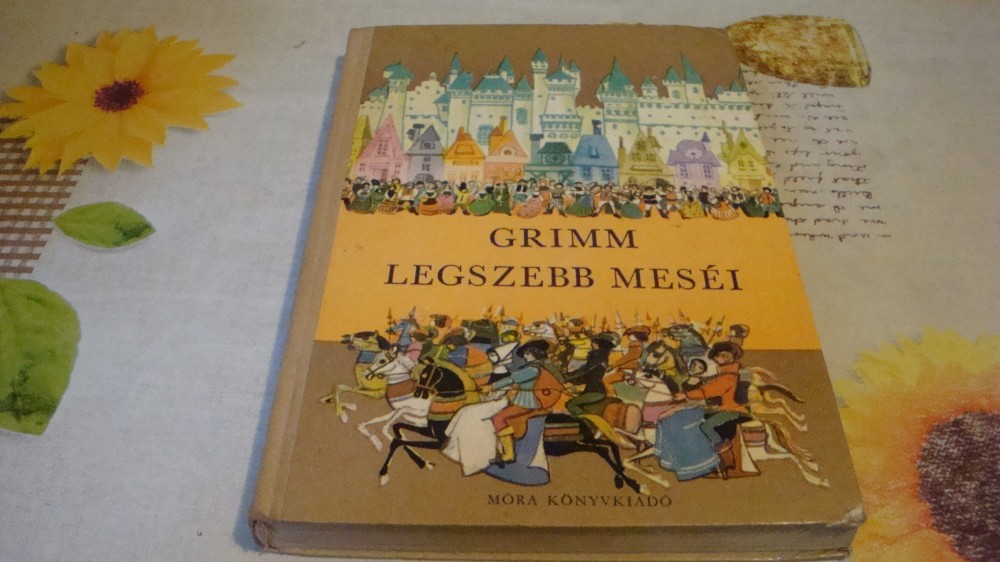 GRIMM
LEGSZEBB MESÉI
MÓRA KÖNYVKIADÓ